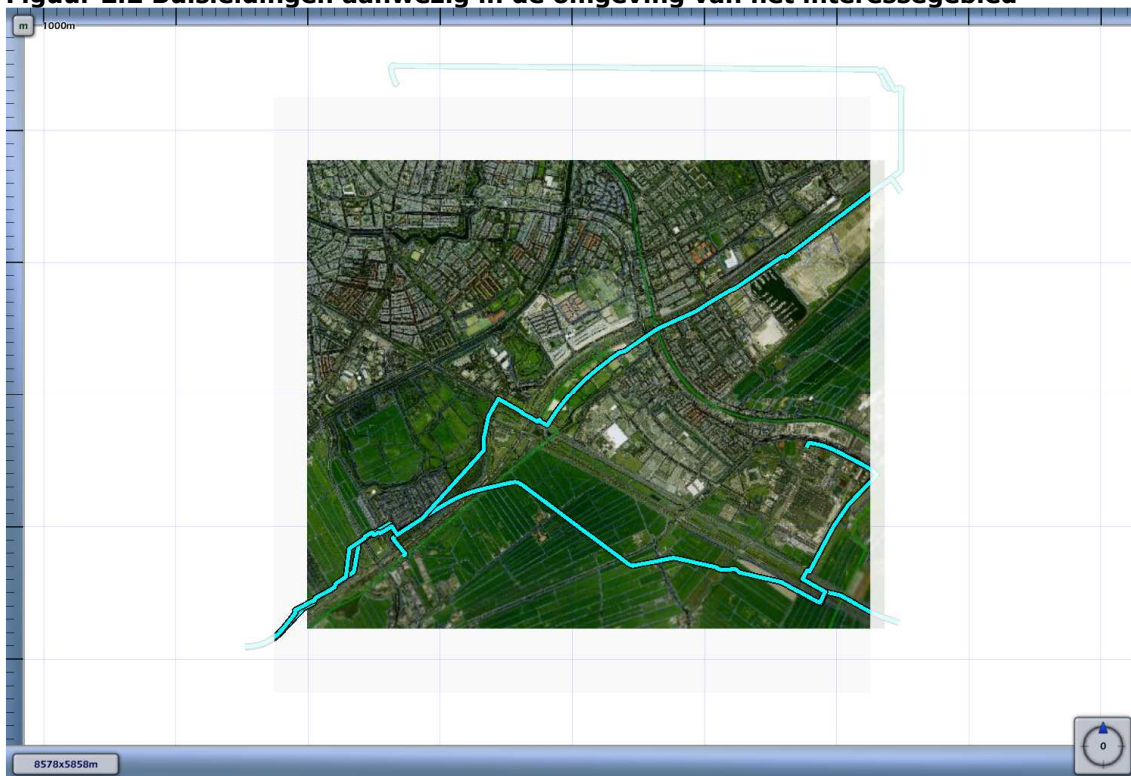 Figuur 2.2 Buisleidingen aanwezig in de omgeving van het interessegebied
m
1000m
0
8578x5858m